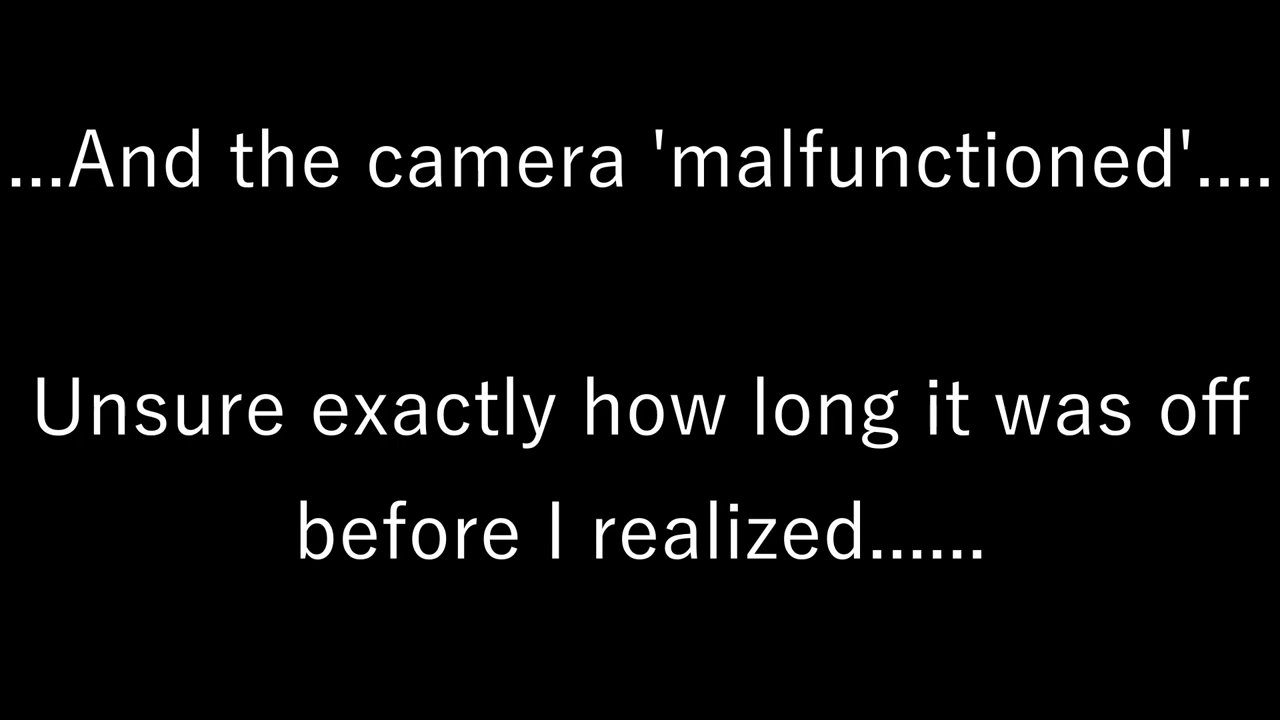 ...And the camera 'malfunctioned'....
Unsure exactly how long it was off
before I realized......